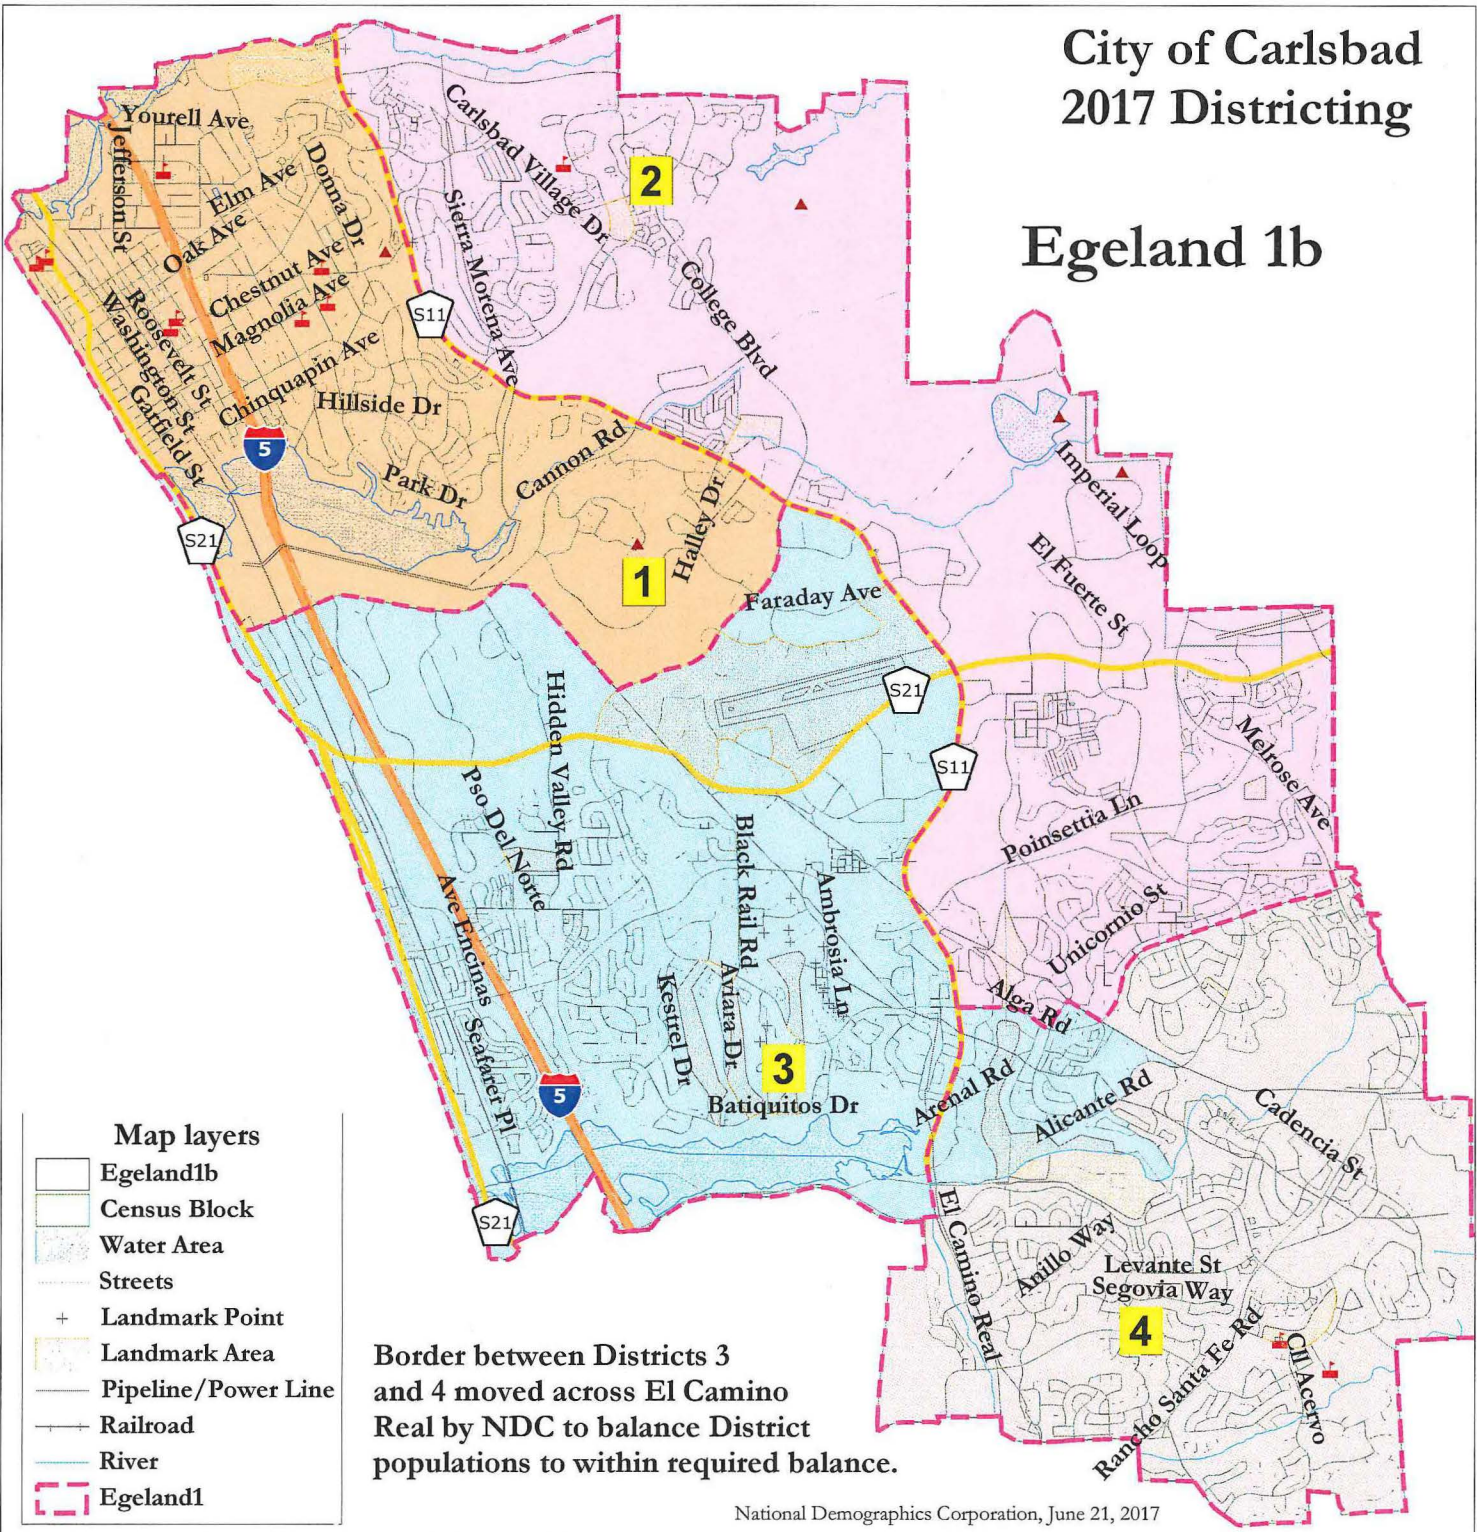 City of Carlsbad
2017 Districting
Egeland 1b
Yourell Ave
Jefferson St
Elm Ave
Donna Dr
Oak Ave
Chestnut Ave
Magnolia Ave
Roosevelt St
Washington St
Garfield St
Chinquapin Ave
Hillside Dr
Park Dr
Cannon Rd
Halley Dr
Carlsbad Village Dr
Sierra Morena Ave
College Blvd
2
S11
5
S21
1
Imperial Loop
El Fuerte St
Faraday Ave
S21
S11
Hidden Valley Rd
Pso Del Norte
Melrose Ave
Poinsettia Ln
Black Rail Rd
Ambrosia Ln
Unicornio St
Ave Encinas
Kestrel Dr
Aviara Dr
Alga Rd
Seafarer Pl
3
5
Batiquitos Dr
Arenal Rd
Alicante Rd
Cadencia St
S21
El Camino Real
Anillo Way
Levante St
Segovia Way
4
Rancho Santa Fe Rd
Cll Acervo
Map layers
Egeland1b
Census Block
Water Area
Streets
Landmark Point
Landmark Area
Pipeline/Power Line
Railroad
River
Egeland1
Border between Districts 3
and 4 moved across El Camino
Real by NDC to balance District
populations to within required balance.
National Demographics Corporation, June 21, 2017